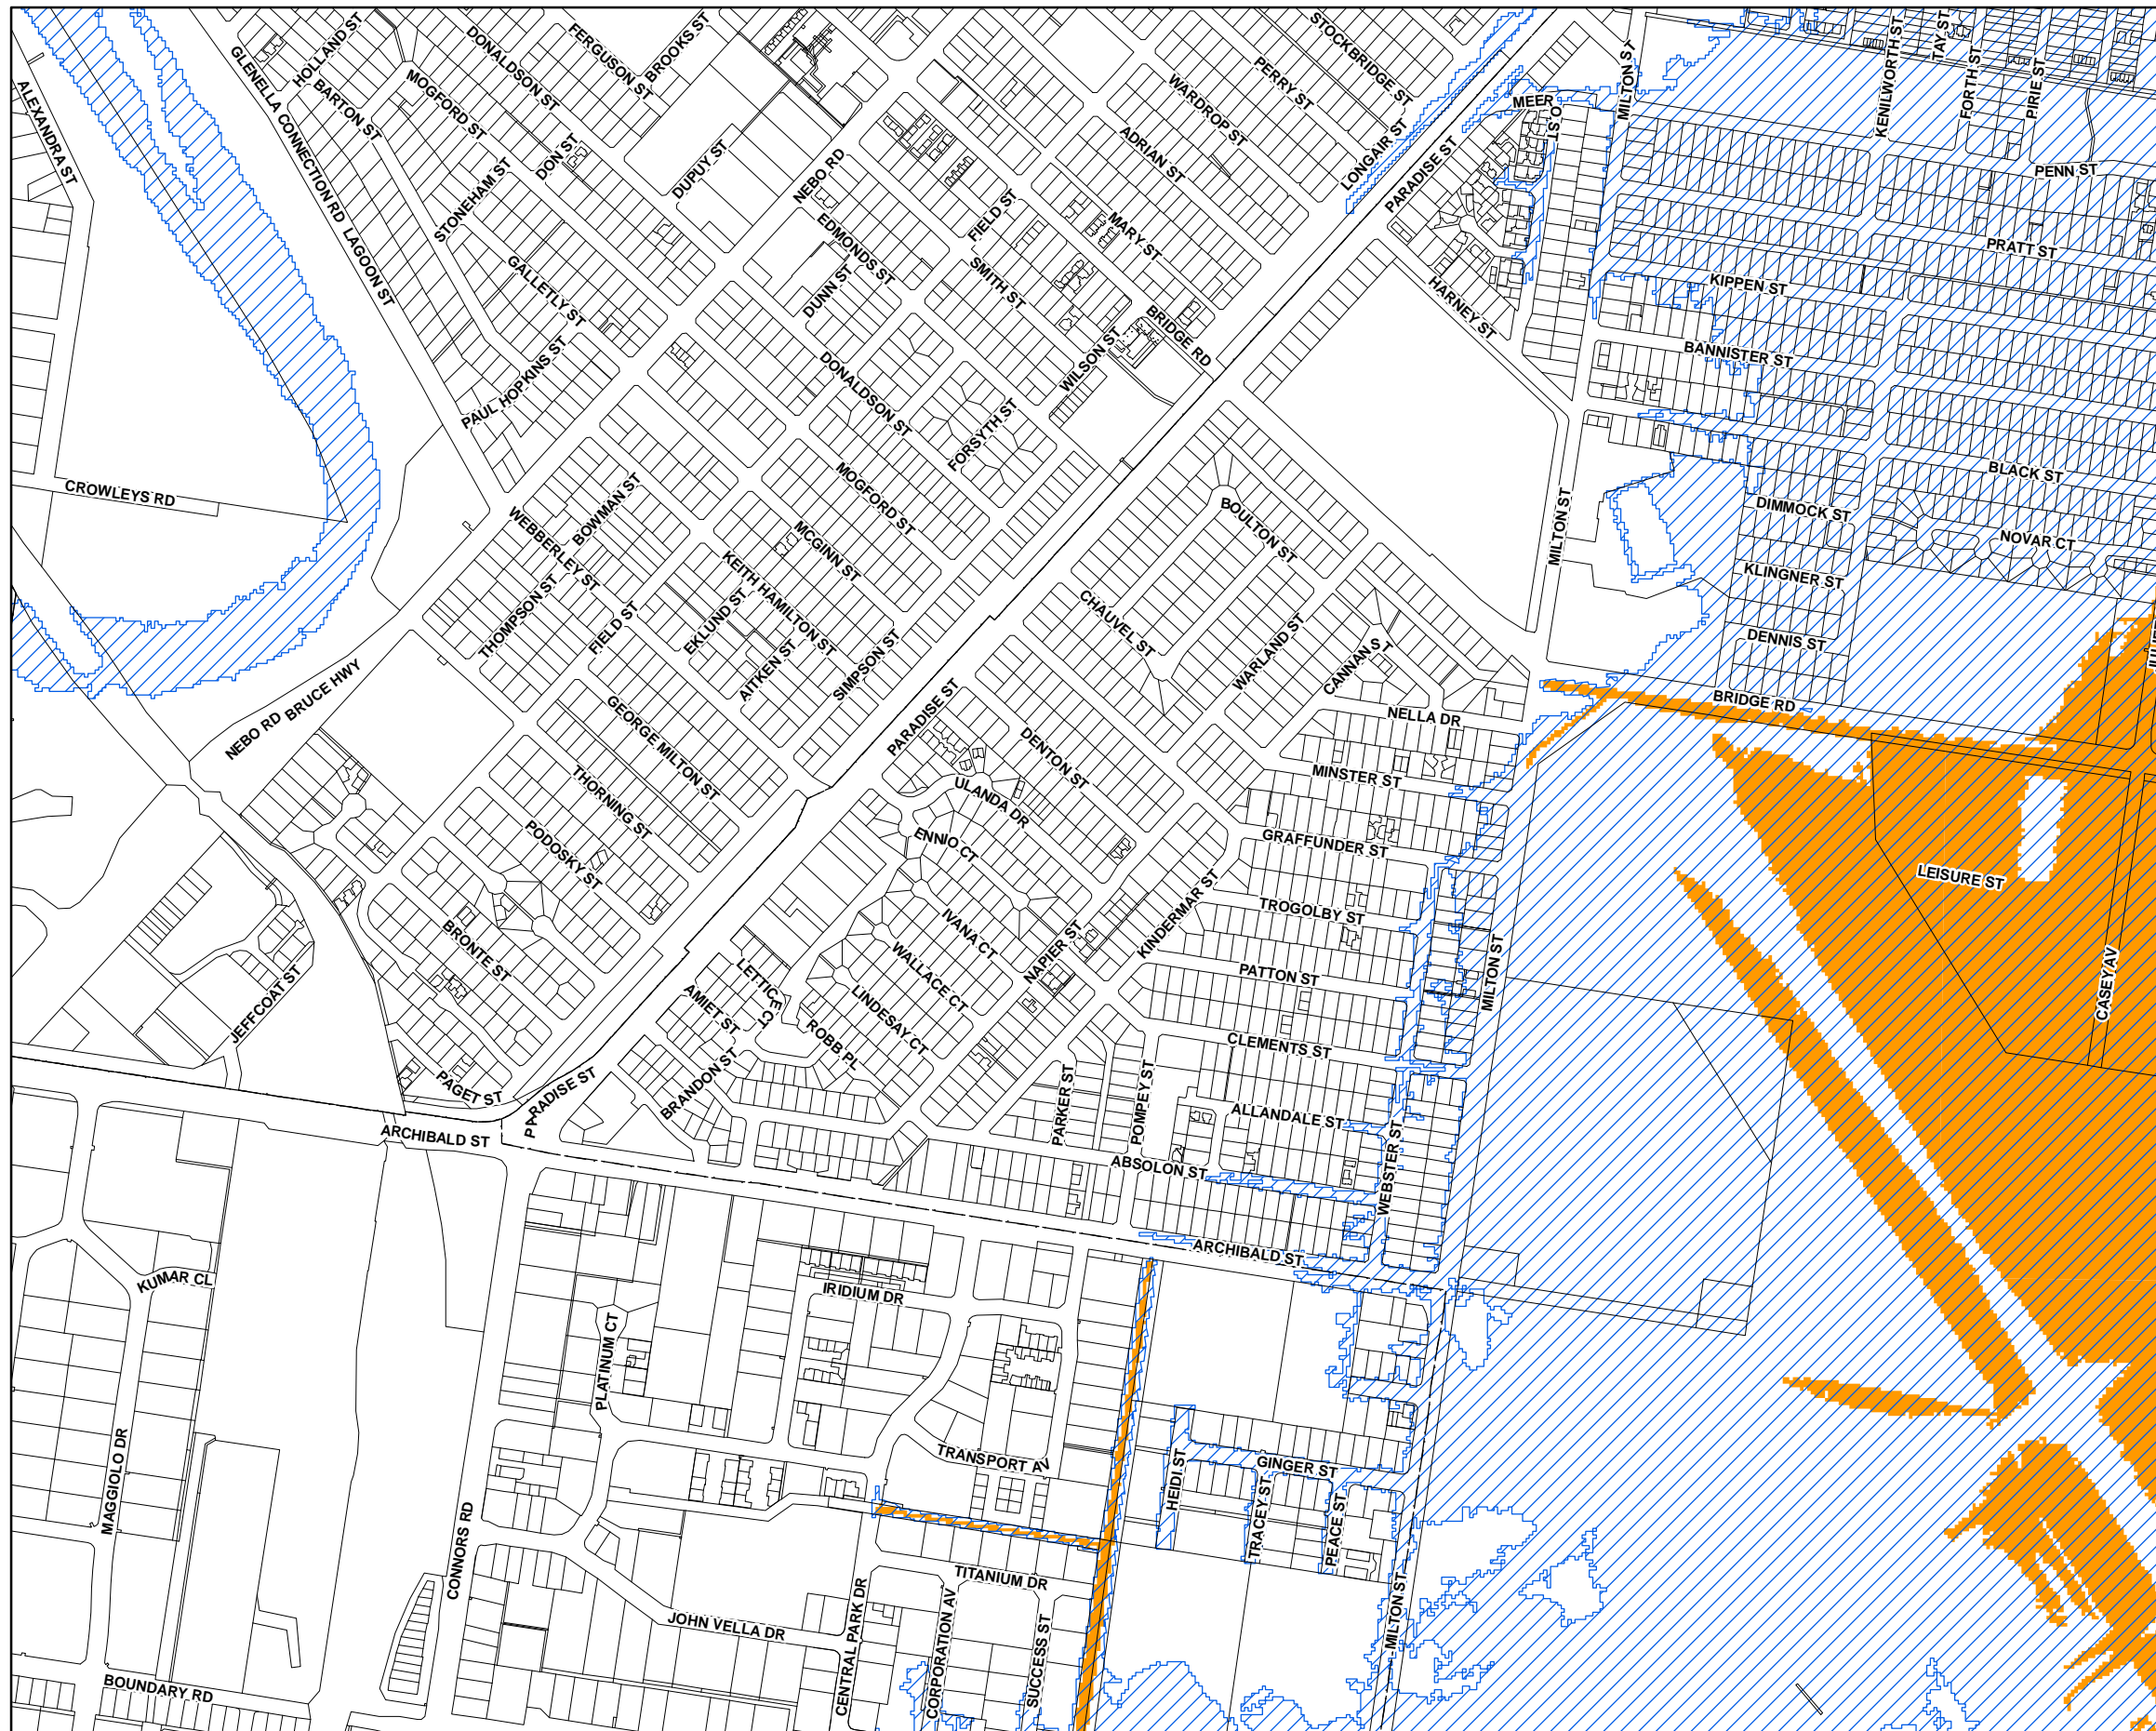 HOLLAND ST
GLENELLA CONNECTION RD
BARTON ST
MOGFORD ST
DONALDSON ST
FERGUSON ST
BROOKS ST
ALEXANDRA ST
LAGOON ST
STONEHAM ST
DON ST
DUPUY ST
NEBO RD
EDMONDS ST
FIELD ST
SMITH ST
DUNN ST
MARY ST
ADRIAN ST
WARDROP ST
PERRY ST
STOCKBRIDGE ST
LONGAIR ST
PARADISE ST
MEER
O ST
MILTON ST
KENILWORTH ST
TAY ST
FORTH ST
PIRIE ST
PENN ST
PRATT ST
KIPPEN ST
HARNEY ST
BANNISTER ST
BRIDGE RD
WILSON ST
GALLETLY ST
PAUL HOPKINS ST
DONALDSON ST
FORSYTH ST
MOGFORD ST
BLACK ST
DIMMOCK ST
NOVAR CT
KLINGNER ST
DENNIS ST
BRIDGE RD
CROWLEYS RD
WEBBERLEY ST
BOWMAN ST
MCGINN ST
KEITH HAMILTON ST
THOMPSON ST
FIELD ST
EKLUND ST
AITKEN ST
SIMPSON ST
BOULTON ST
MILTON ST
CHAUVEL ST
WARLAND ST
CANNAN ST
NELLA DR
NEBO RD
BRUCE HWY
GEORGE MILTON ST
PARADISE ST
DENTON ST
MINSTER ST
THORNING ST
ULANDA DR
ENNIO CT
GRAFFUNDER ST
PODOSKY ST
LEISURE ST
BRONTE ST
IVANA CT
NAPIER ST
KINDERMAR ST
TROGOLBY ST
JEFFCOAT ST
LETTICE CT
WALLACE CT
PATTON ST
MILTON ST
CASEY AV
AMIET ST
LINDESAY CT
ROBB PL
CLEMENTS ST
PAGET ST
PARADISE ST
BRANDON ST
PARKER ST
POMPEY ST
ALLANDALE ST
ARCHIBALD ST
ABSOLON ST
WEBSTER ST
ARCHIBALD ST
KUMAR CL
IRIDIUM DR
PLATINUM CT
MAGGIOLO DR
TRANSPORT AV
HEIDI ST
GINGER ST
TRACEY ST
PEACE ST
CONNORS RD
TITANIUM DR
JOHN VELLA DR
CENTRAL PARK DR
CORPORATION AV
SUCCESS ST
MILTON ST
BOUNDARY RD